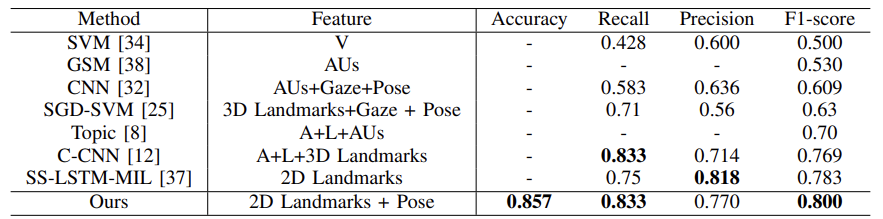 Method Feature Accuracy Recall Precision F1-score
SVM [34] V - 0.428 0.600 0.500
GSM [38] AUs - - - 0.530
CNN [32] AUs+Gaze+Pose - 0.583 0.636 0.609
SGD-SVM [25] 3D Landmarks+Gaze + Pose - 0.71 0.56 0.63
Topic [8] A+L+AUs - - - 0.70
C-CNN [12] A+L+3D Landmarks - 0.833 0.714 0.769
SS-LSTM-MIL [37] 2D Landmarks - 0.75 0.818 0.783
Ours 2D Landmarks + Pose 0.857 0.833 0.770 0.800